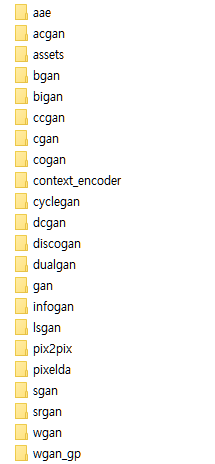 aae
acgan
assets
bgan
bigan
ccgan
cgan
cogan
context_encoder
cyclegan
dcgan
discogan
dualgan
gan
infogan
lsgan
pix2pix
pixelda
sgan
srgan
wgan
wgan_gp